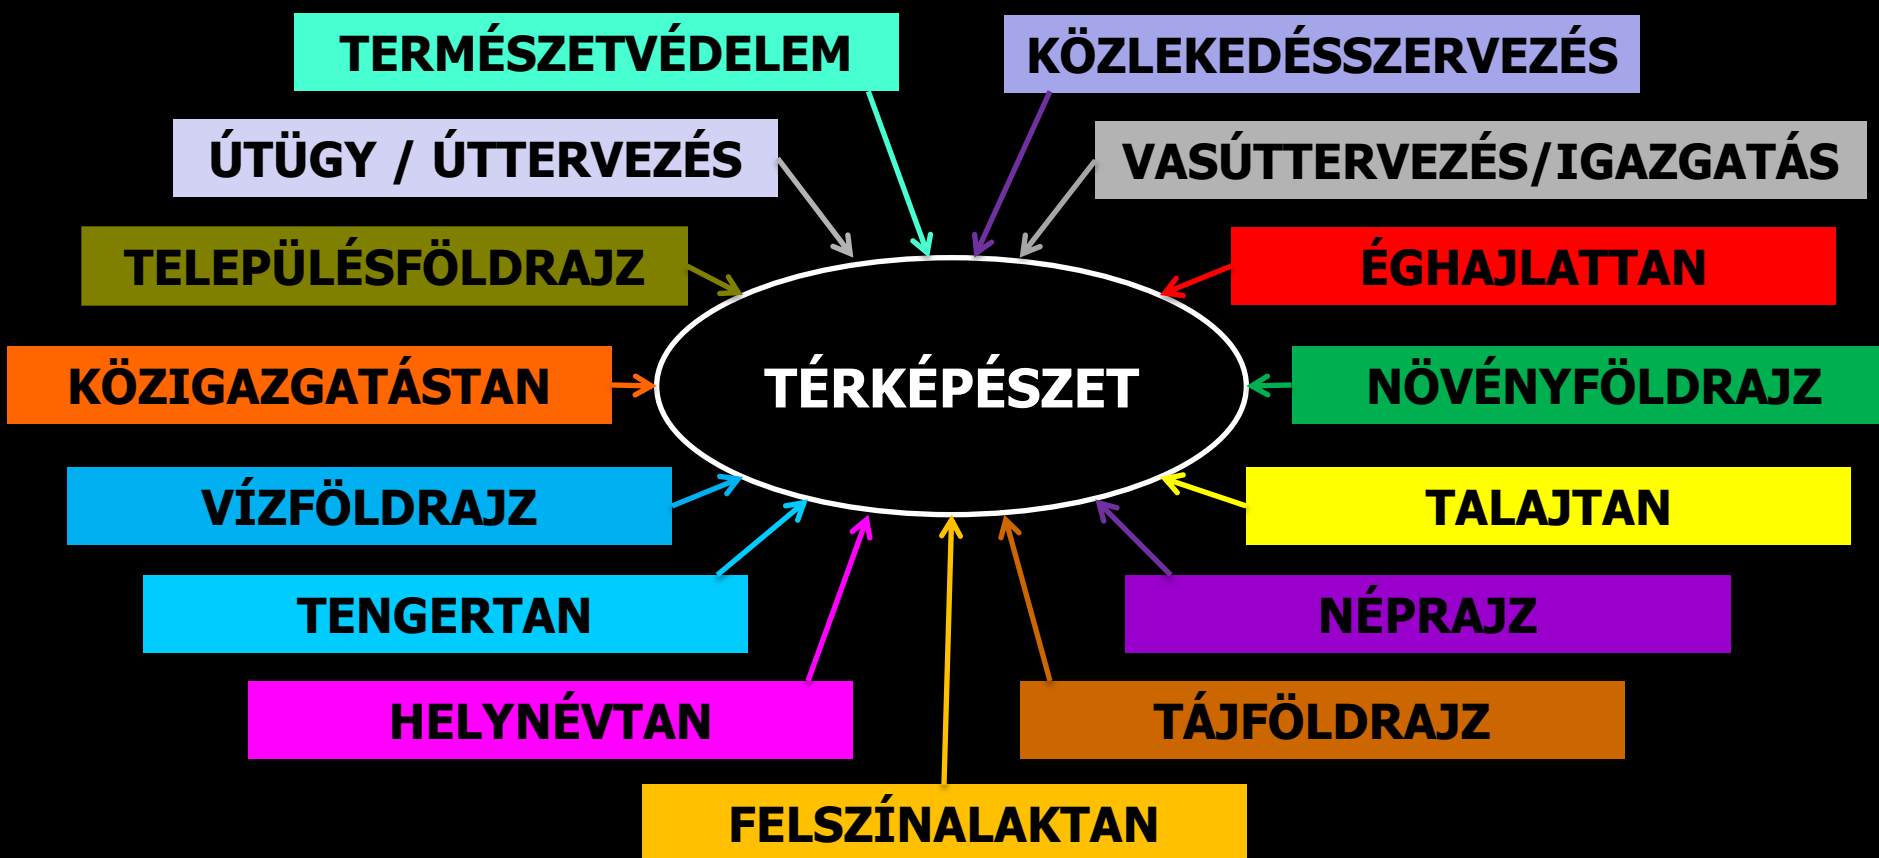 TERMÉSZETVÉDELEM
KÖZLEKEDÉSSZERVEZÉS
ÚTÜGY / ÚTTERVEZÉS
VASÚTTERVEZÉS/IGAZGATÁS
TELEPÜLÉSFÖLDRAJZ
ÉGHAJLATTAN
KÖZIGAZGATÁSTAN
TÉRKÉPÉSZET
NÖVÉNYFÖLDRAJZ
VÍZFÖLDRAJZ
TALAJTAN
TENGERTAN
NÉPRAJZ
HELYNÉVTAN
TÁJFÖLDRAJZ
FELSZÍNALAKTAN